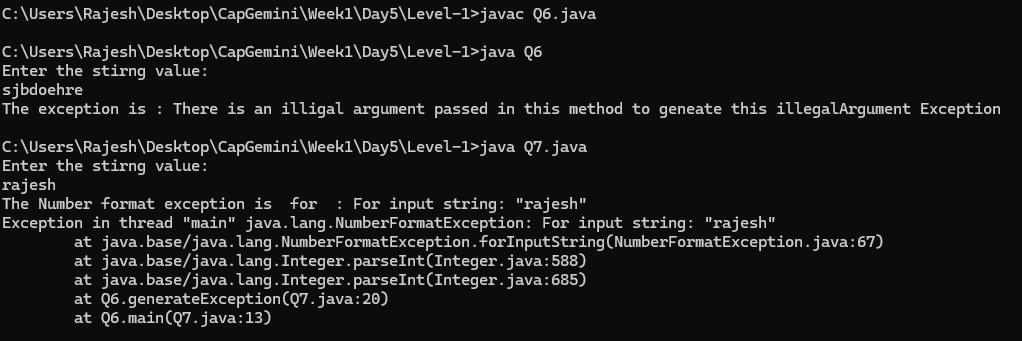 C:\Users\Rajesh\Desktop\CapGemini\Week1\Day5\Level-1>javac Q6.java
C:\Users\Rajesh\Desktop\CapGemini\Week1\Day5\Level-1>java Q6
Enter the stirng value:
sjbdoehre
The exception is : There is an illigal argument passed in this method to geneate this illegalArgument Exception
C:\Users\Rajesh\Desktop\CapGemini\Week1\Day5\Level-1>java Q7.java
Enter the stirng value:
rajesh
The Number format exception is  for  : For input string: "rajesh"
Exception in thread "main" java.lang.NumberFormatException: For input string: "rajesh"
        at java.base/java.lang.NumberFormatException.forInputString(NumberFormatException.java:67)
        at java.base/java.lang.Integer.parseInt(Integer.java:588)
        at java.base/java.lang.Integer.parseInt(Integer.java:685)
        at Q6.generateException(Q7.java:20)
        at Q6.main(Q7.java:13)